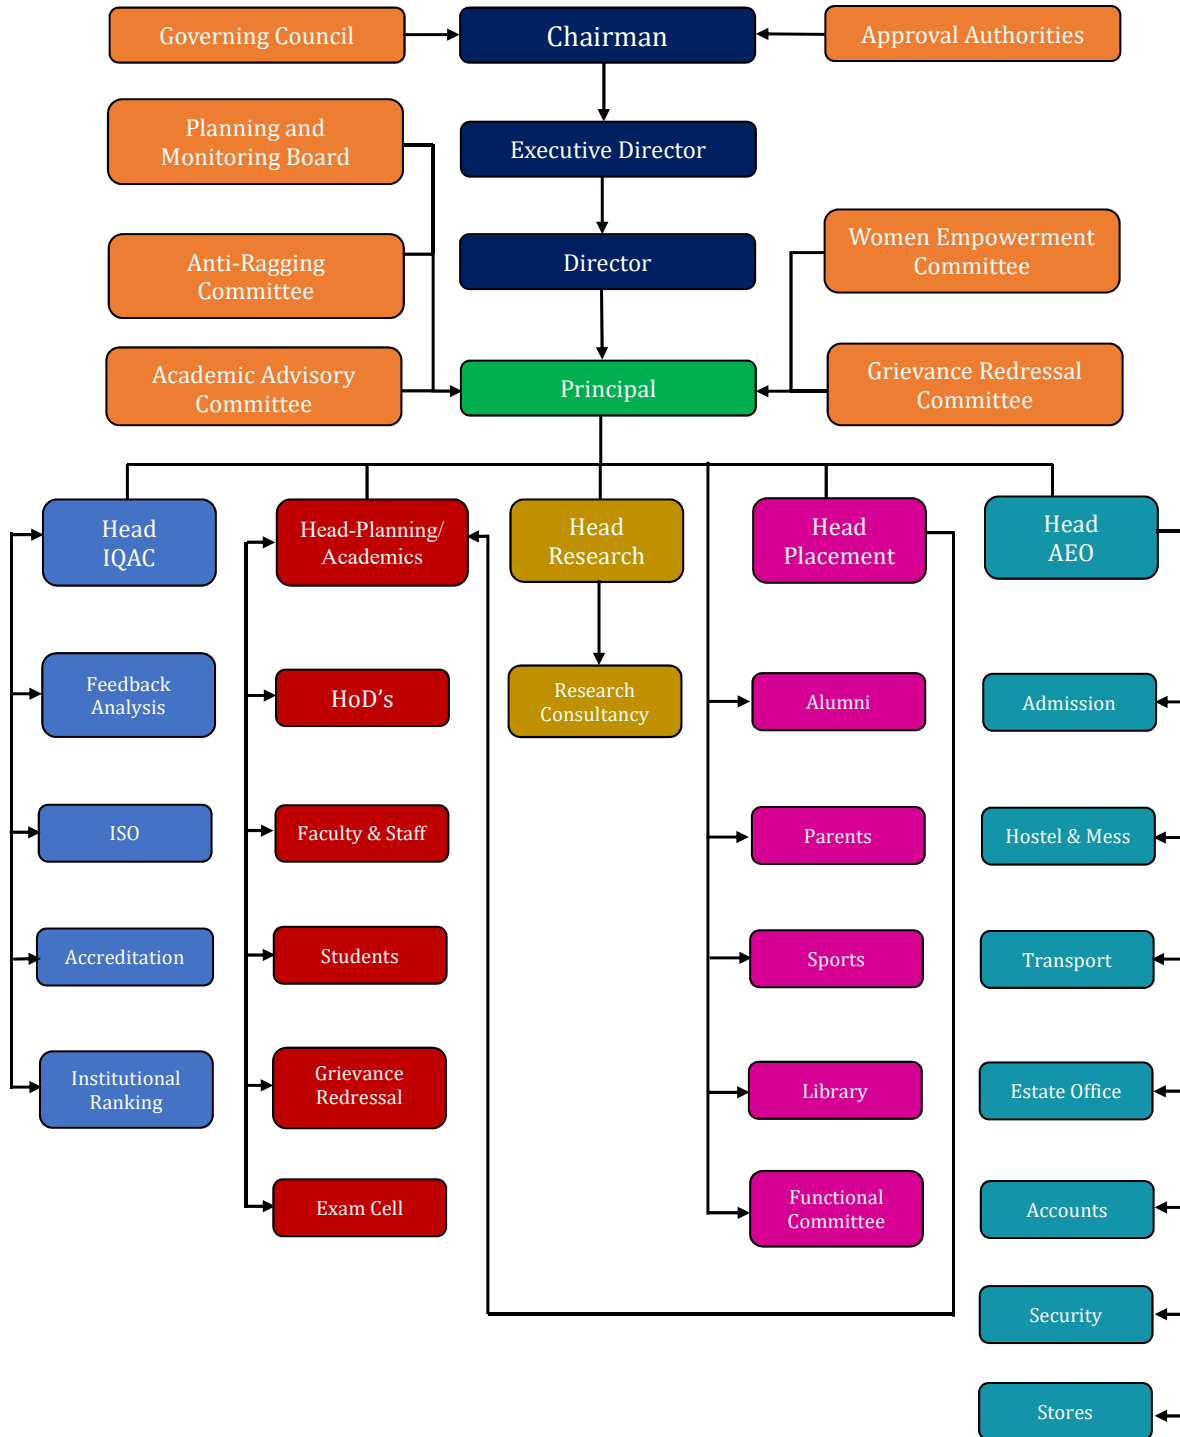 Governing Council
Chairman
Approval Authorities
Planning and
Monitoring Board
Executive Director
Anti-Ragging
Committee
Director
Women Empowerment
Committee
Academic Advisory
Committee
Principal
Grievance Redressal
Committee
Head
IQAC
Head-Planning/
Academics
Head
Research
Head
Placement
Head
AEO
Feedback
Analysis
HoD’s
Research
Consultancy
Alumni
Admission
ISO
Faculty & Staff
Parents
Hostel & Mess
Accreditation
Students
Sports
Transport
Institutional
Ranking
Grievance
Redressal
Library
Estate Office
Exam Cell
Functional
Committee
Accounts
Security
Stores